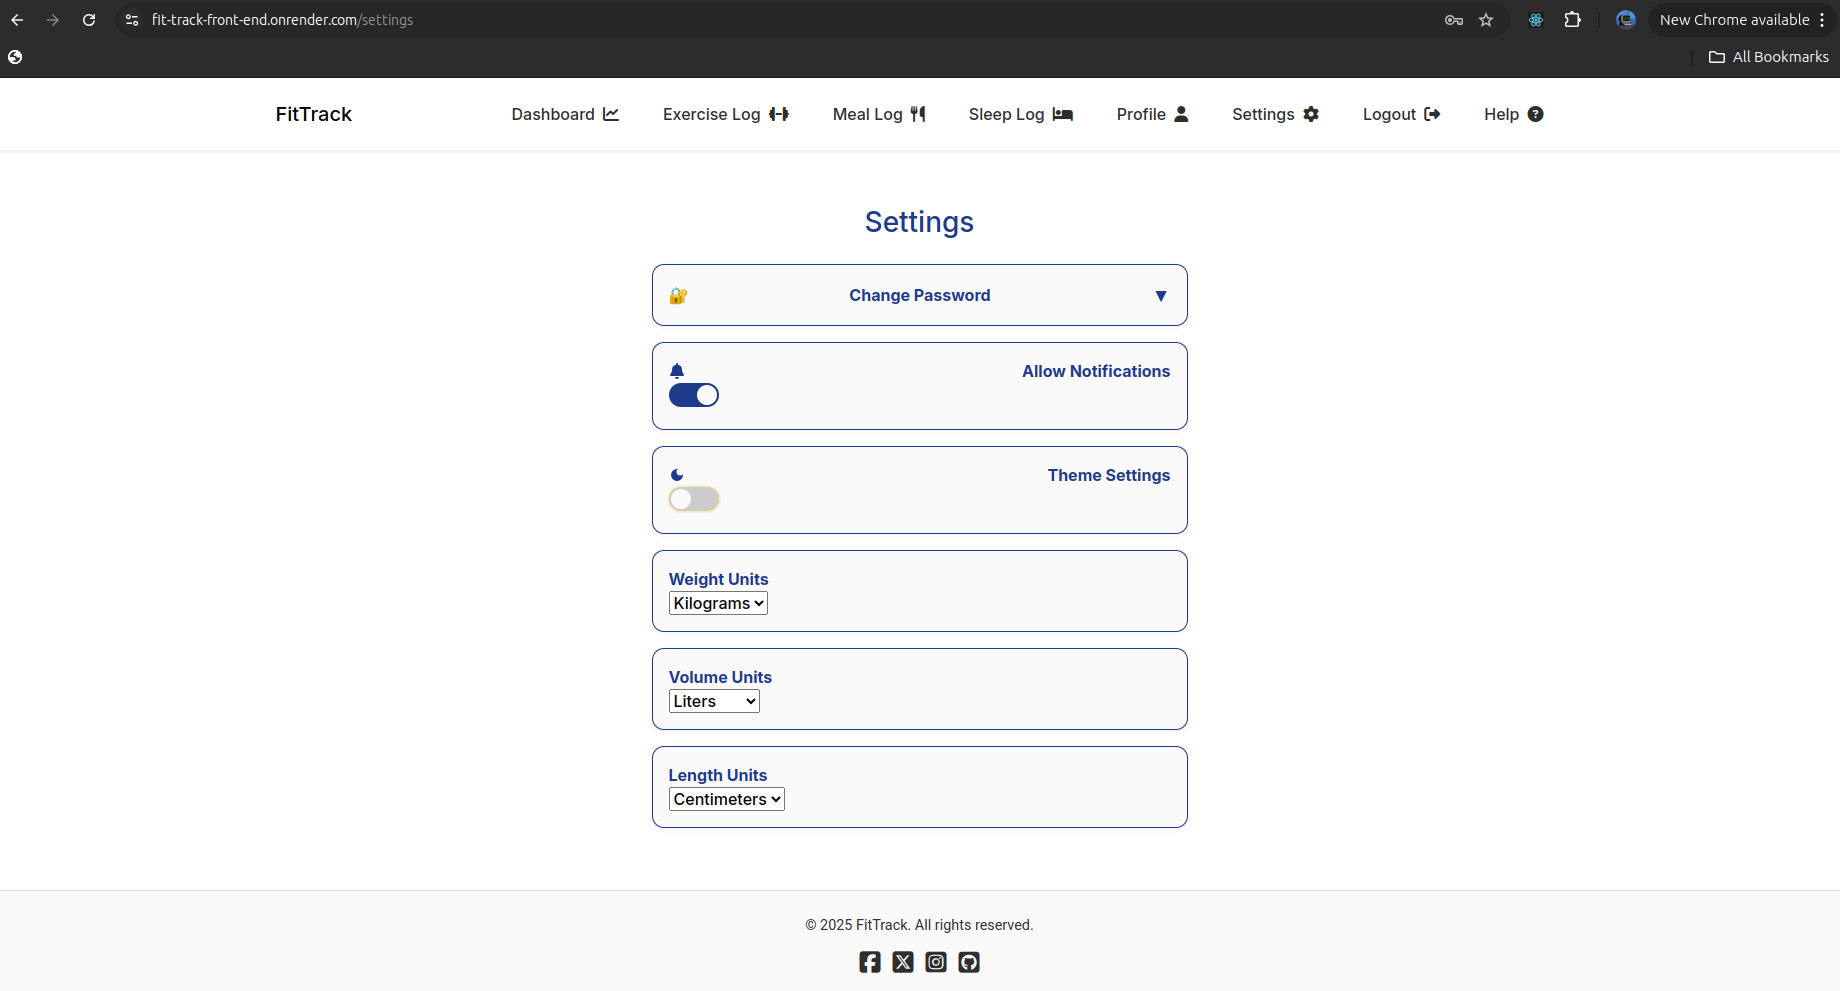 fit-track-front-end.onrender.com/settings
New Chrome available
All Bookmarks
FitTrack Dashboard Exercise Log Meal Log Sleep Log Profile Settings Logout Help
Settings
Change Password ▼
Allow Notifications
Theme Settings
Weight Units
Kilograms
Volume Units
Liters
Length Units
Centimeters
© 2025 FitTrack. All rights reserved.